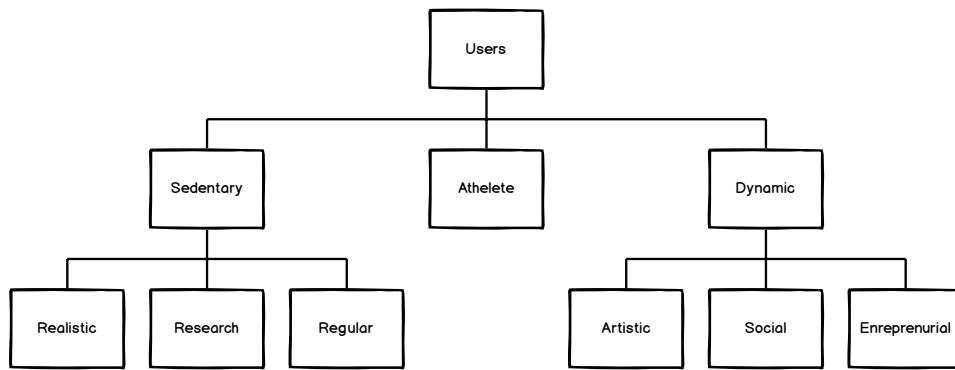 Users
Sedentary
Athelete
Dynamic
Realistic
Research
Regular
Artistic
Social
Enreprenurial